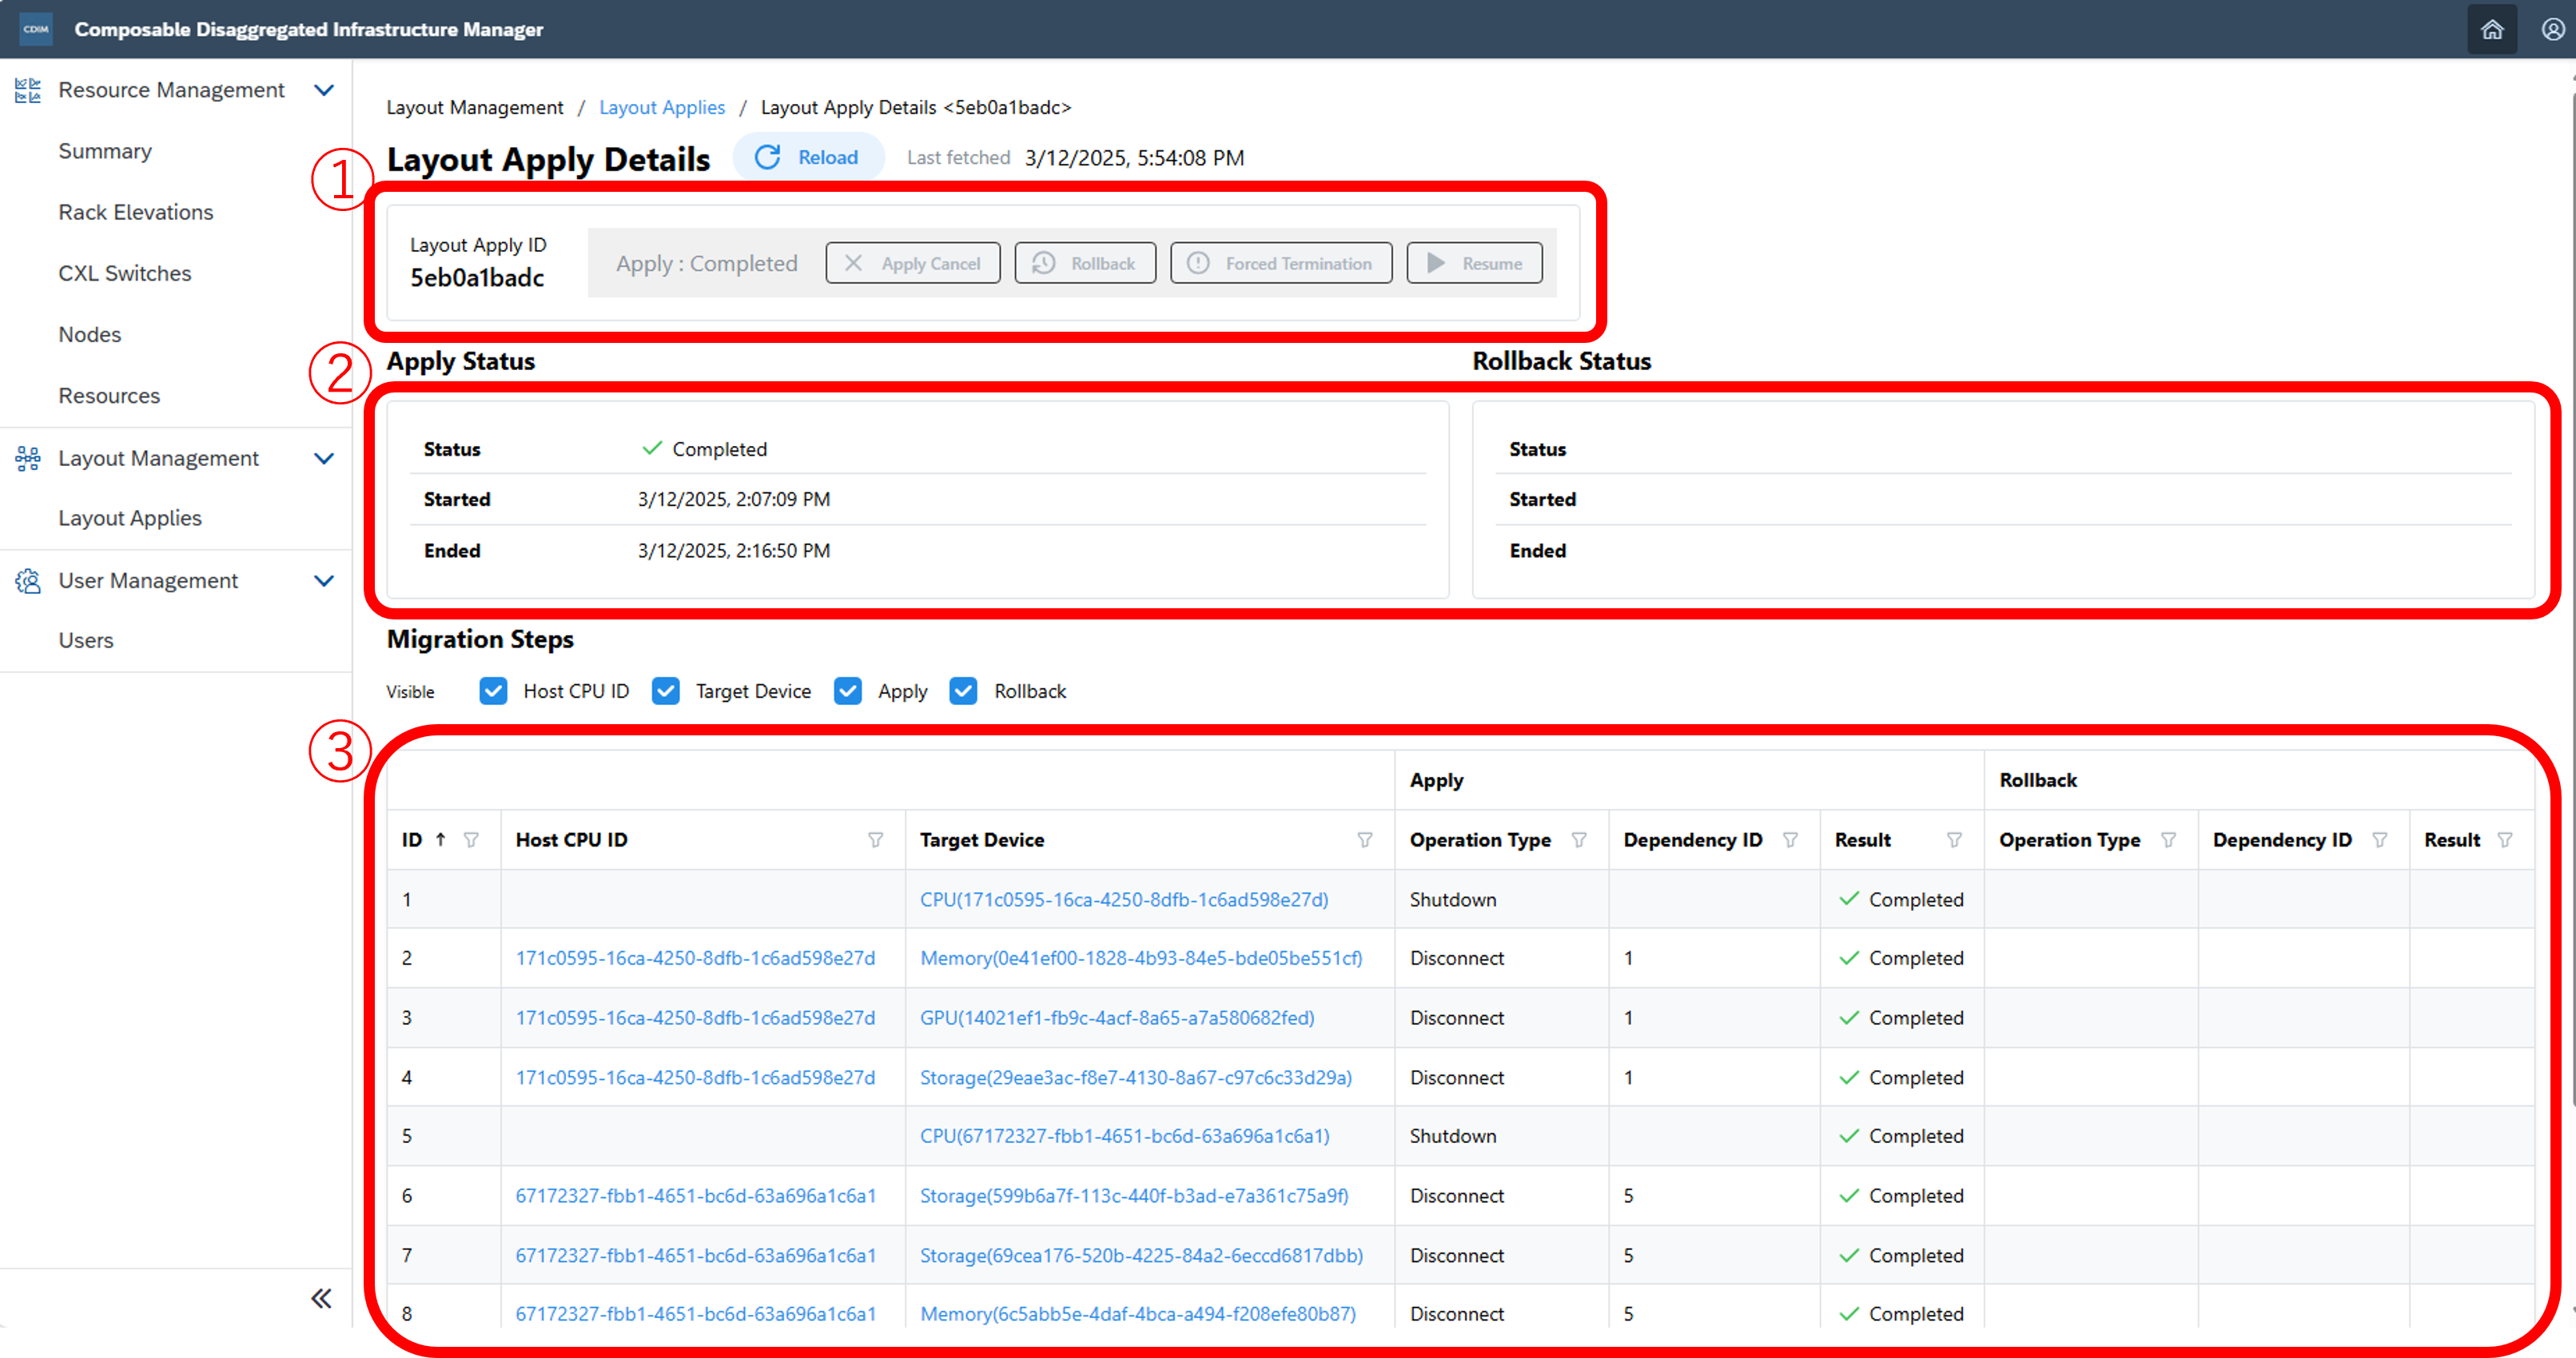 CDIM Composable Disaggregated Infrastructure Manager
Resource Management
Summary
Rack Elevations
CXL Switches
Nodes
Resources
Layout Management
Layout Applies
User Management
Users
Layout Management / Layout Applies / Layout Apply Details <5eb0a1badc>
Layout Apply Details Reload Last fetched 3/12/2025, 5:54:08 PM
①
Layout Apply ID
5eb0a1badc
Apply : Completed Apply Cancel Rollback Forced Termination Resume
②
Apply Status Rollback Status
Status Completed Status
Started 3/12/2025, 2:07:09 PM Started
Ended 3/12/2025, 2:16:50 PM Ended
Migration Steps
Visible Host CPU ID Target Device Apply Rollback
③
Apply Rollback
ID Host CPU ID Target Device Operation Type Dependency ID Result Operation Type Dependency ID Result
1 CPU(171c0595-16ca-4250-8dfb-1c6ad598e27d) Shutdown Completed
2 171c0595-16ca-4250-8dfb-1c6ad598e27d Memory(0e41ef00-1828-4b93-84e5-bde05be551cf) Disconnect 1 Completed
3 171c0595-16ca-4250-8dfb-1c6ad598e27d GPU(14021ef1-fb9c-4acf-8a65-a7a580682fed) Disconnect 1 Completed
4 171c0595-16ca-4250-8dfb-1c6ad598e27d Storage(29eae3ac-f8e7-4130-8a67-c97c6c33d29a) Disconnect 1 Completed
5 CPU(67172327-fbb1-4651-bc6d-63a696a1c6a1) Shutdown Completed
6 67172327-fbb1-4651-bc6d-63a696a1c6a1 Storage(599b6a7f-113c-440f-b3ad-e7a361c75a9f) Disconnect 5 Completed
7 67172327-fbb1-4651-bc6d-63a696a1c6a1 Storage(69cea176-520b-4225-84a2-6eccd6817dbb) Disconnect 5 Completed
8 67172327-fbb1-4651-bc6d-63a696a1c6a1 Memory(6c5abb5e-4daf-4bca-a494-f208efe80b87) Disconnect 5 Completed